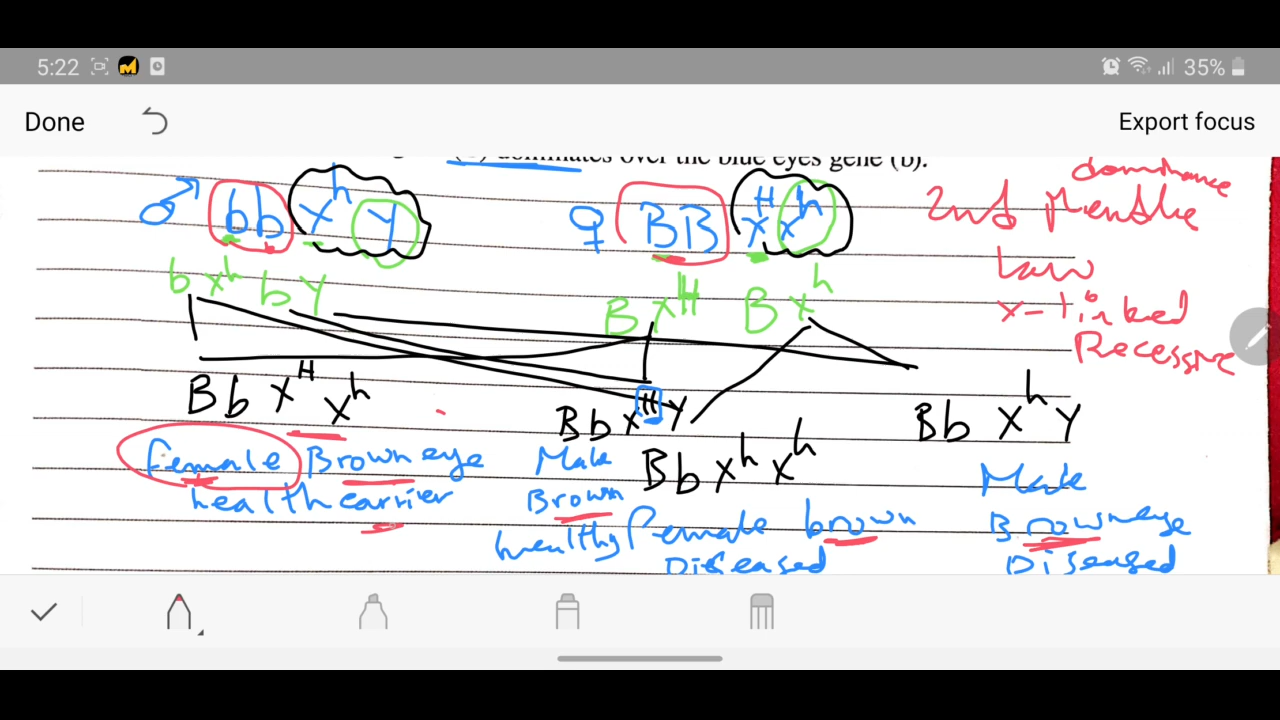 5:22 35%
Done Export focus
dominates over the blue eyes gene (b).
dominance
♂ bb X^h Y ♀ BB X^H X^h 2nd
Law
b X^h b Y B X^H B X^h
x-linked
Recessive
Bb X^H X^h Bb X^H Y Bb X^h Y
Female Brown eye Male Bb X^h X^h Male
health carrier Brown
healthy Female brown Brown eye
Diseased Diseased